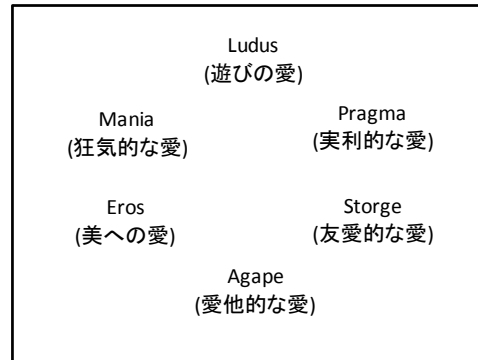 Ludus
(遊びの愛)
Mania
(狂気的な愛)
Pragma
(実利的な愛)
Eros
(美への愛)
Storge
(友愛的な愛)
Agape
(愛他的な愛)